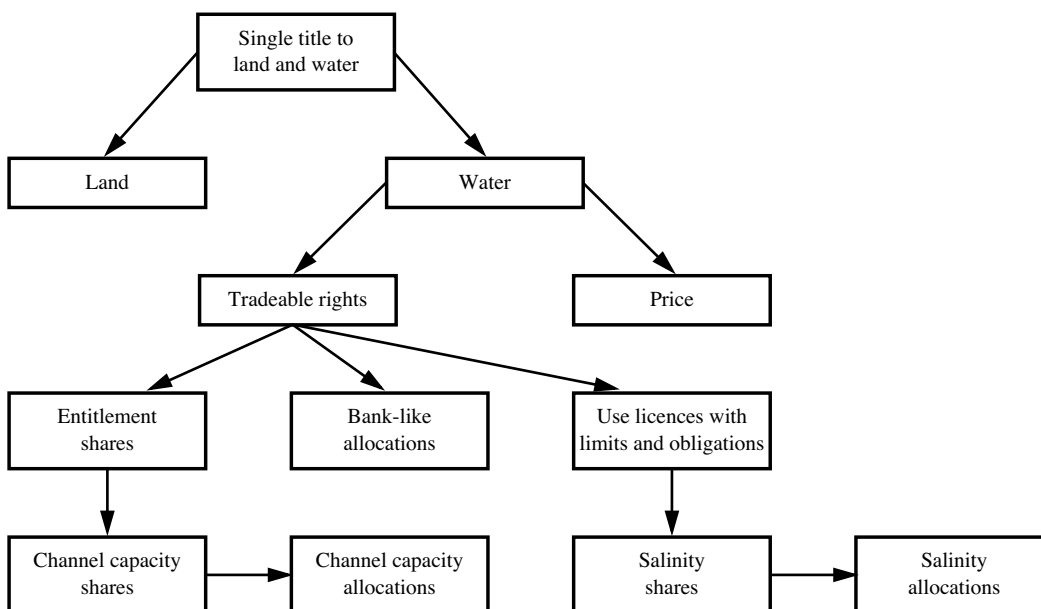 Single title to
land and water
Land
Water
Tradeable rights
Price
Entitlement
shares
Bank-like
allocations
Use licences with
limits and obligations
Channel capacity
shares
Channel capacity
allocations
Salinity
shares
Salinity
allocations